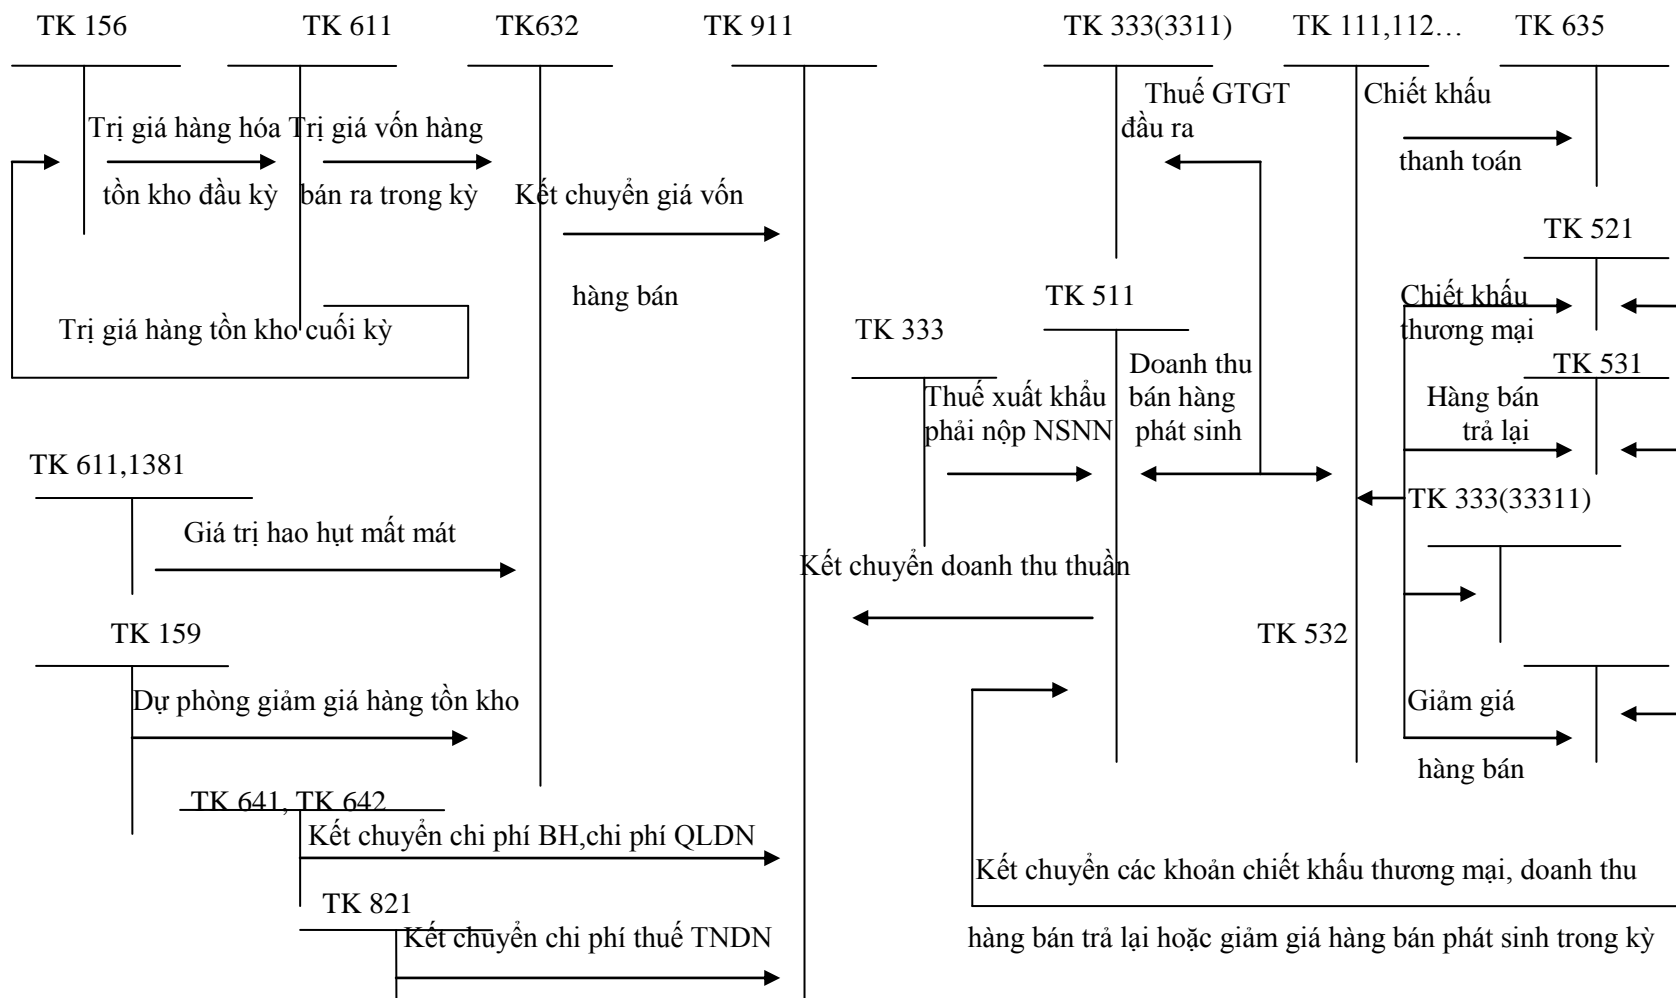 TK 156
TK 611
TK632
TK 911
TK 333(3311)
TK 111,112…
TK 635
Thuế GTGT
đầu ra
Chiết khấu
thanh toán
Trị giá hàng hóa
tồn kho đầu kỳ
Trị giá vốn hàng
bán ra trong kỳ
Kết chuyển giá vốn
hàng bán
TK 521
Chiết khấu
thương mại
TK 511
Trị giá hàng tồn kho cuối kỳ
TK 333
TK 531
Doanh thu
bán hàng
phát sinh
Thuế xuất khẩu
phải nộp NSNN
Hàng bán
trả lại
TK 611,1381
TK 333(33311)
Giá trị hao hụt mất mát
Kết chuyển doanh thu thuần
TK 159
TK 532
Dự phòng giảm giá hàng tồn kho
Giảm giá
hàng bán
TK 641, TK 642
Kết chuyển chi phí BH,chi phí QLDN
Kết chuyển các khoản chiết khấu thương mại, doanh thu
hàng bán trả lại hoặc giảm giá hàng bán phát sinh trong kỳ
TK 821
Kết chuyển chi phí thuế TNDN